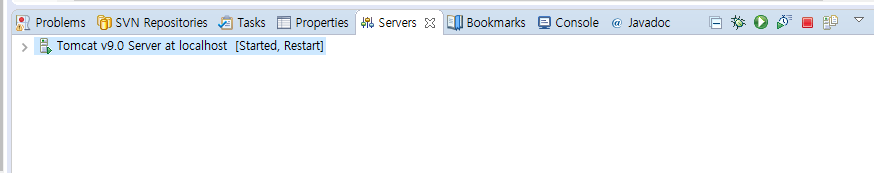 Problems SVN Repositories Tasks Properties Servers Bookmarks Console @ Javadoc
Tomcat v9.0 Server at localhost [Started, Restart]